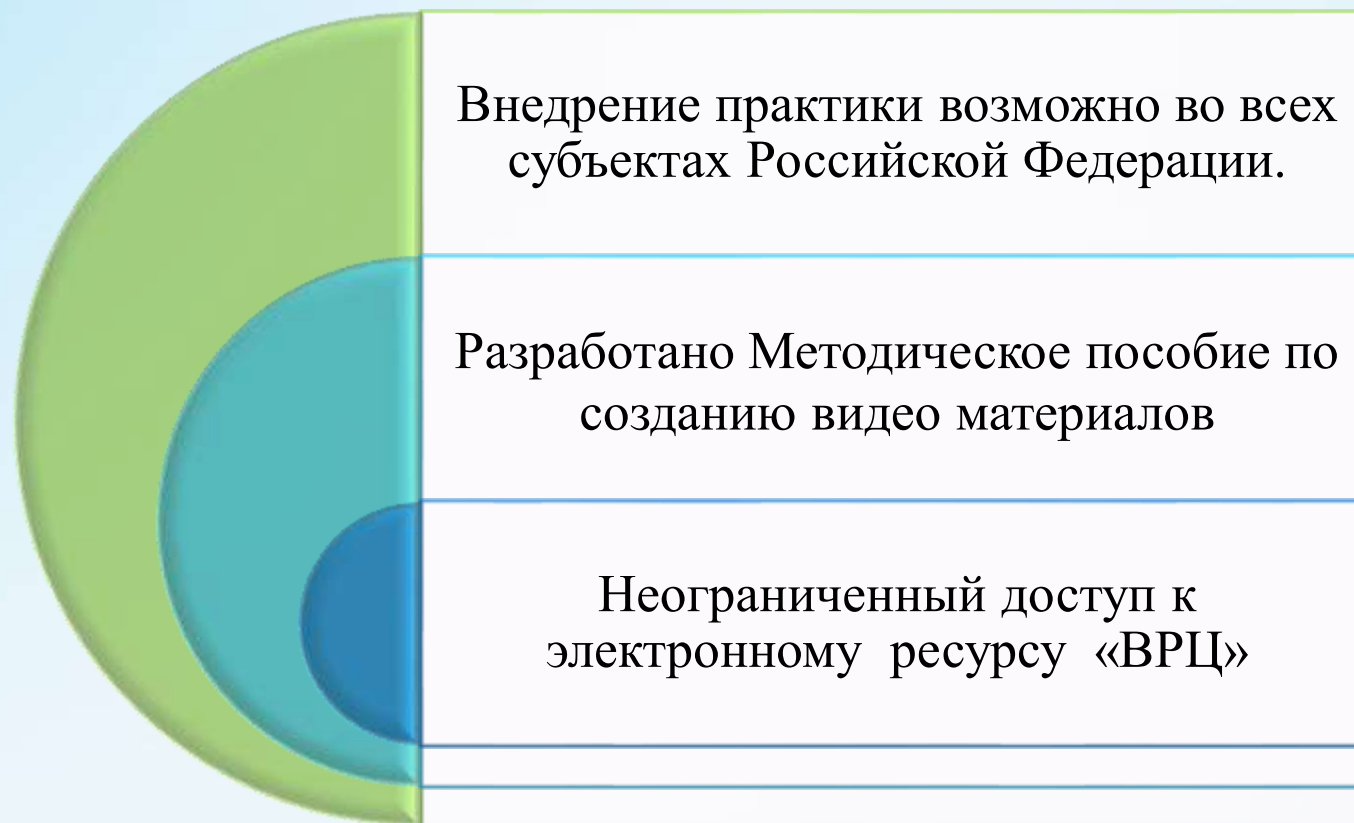 Внедрение практики возможно во всех
субъектах Российской Федерации.
Разработано Методическое пособие по
созданию видео материалов
Неограниченный доступ к
электронному ресурсу «ВРЦ»